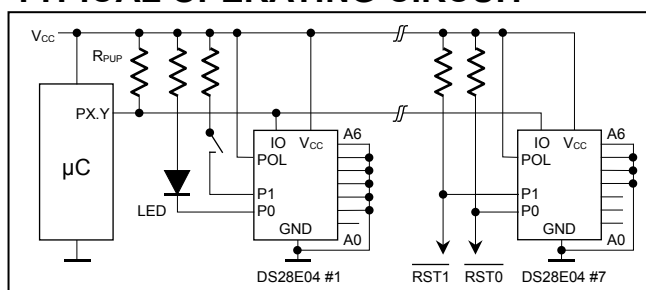 TYPICAL OPERATING CIRCUIT
VCC
RPUP
PX.Y
µC
LED
IO VCC
POL
P1
P0
GND
A6
A0
DS28E04 #1
RST1 RST0
IO VCC
POL
P1
P0
GND
A6
A0
DS28E04 #7